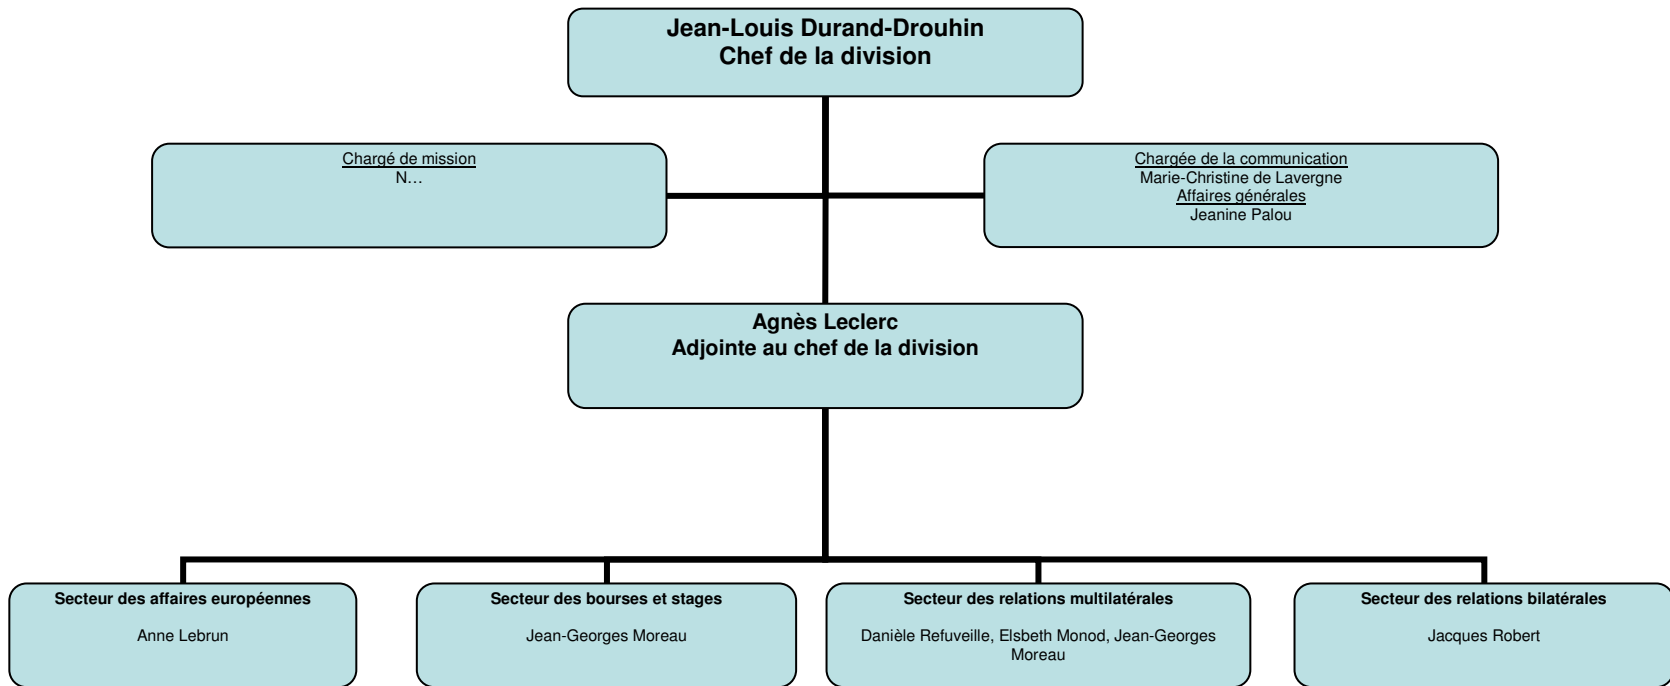 Jean-Louis Durand-Drouhin
Chef de la division
Chargé de mission
N…
Chargée de la communication
Marie-Christine de Lavergne
Affaires générales
Jeanine Palou
Agnès Leclerc
Adjointe au chef de la division
Secteur des affaires européennes
Anne Lebrun
Secteur des bourses et stages
Jean-Georges Moreau
Secteur des relations multilatérales
Danièle Refuveille, Elsbeth Monod, Jean-Georges
Moreau
Secteur des relations bilatérales
Jacques Robert